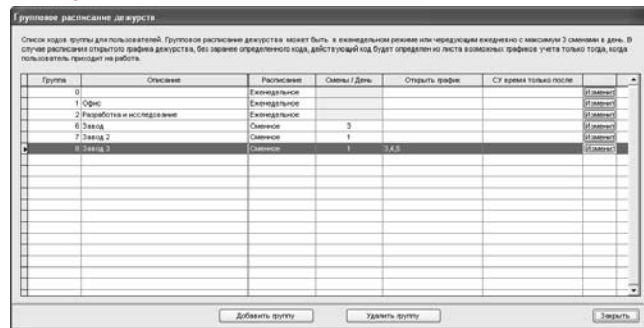 Групповое расписание дежурств
Список кодов группы для пользователей. Групповое расписание дежурства может быть в еженедельном режиме или чередующим ежедневно с максимум 3 сменами в день. В
случае расписания открытого графика дежурства, без заранее определенного кода, действующий код будет определен из листа возможных графиков учета только тогда, когда
пользователь приходит на работа.
Группа Описание Расписание Смены / День Открыть график СУ время только после
0 Еженедельное Изменит
1 Офис Еженедельное Изменит
2 Разработка и исследование Еженедельное Изменит
6 Завод Сменное 3 Изменит
7 Завод 2 Сменное 1 Изменит
8 Завод 3 Сменное 1 3,4,5 Изменит
Добавить группу Удалить группу Закрыть